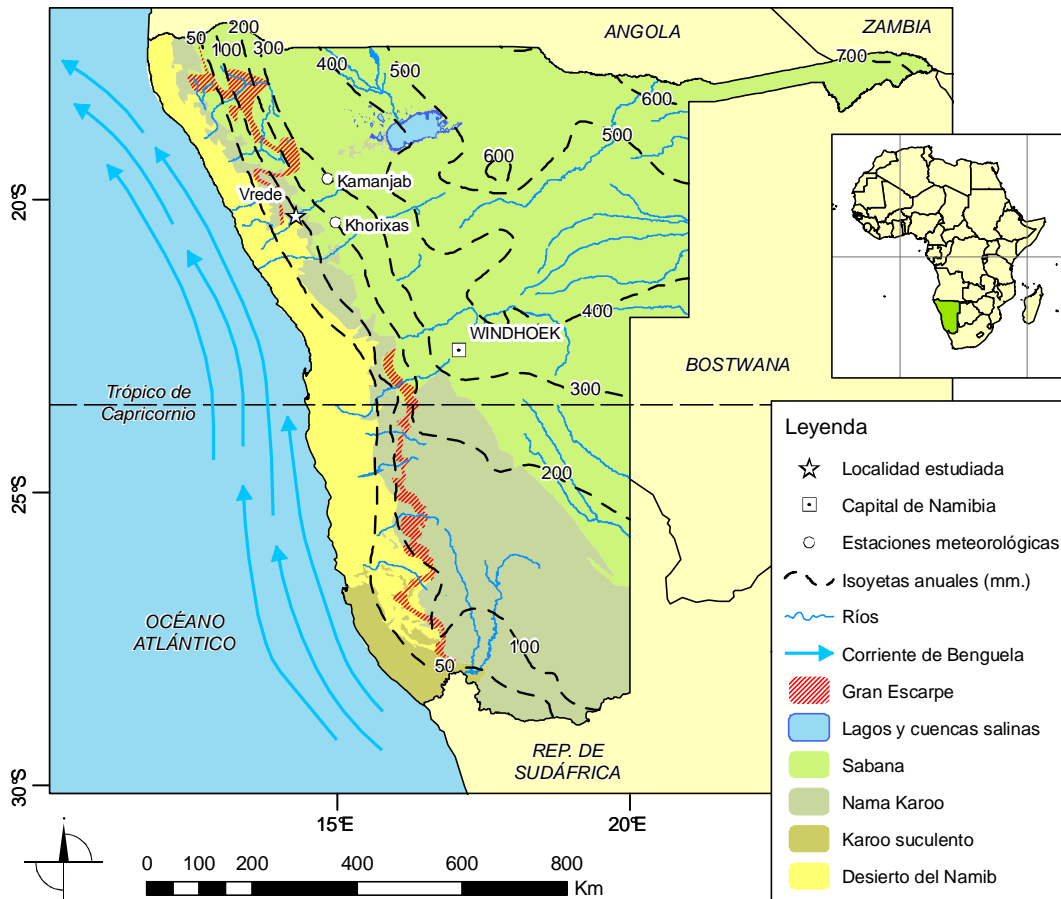 ANGOLA
ZAMBIA
200
50
100
300
400
500
700
600
500
600
Kamanjab
Vrede
20°S
Khorixas
WINDHOEK
400
BOSTWANA
300
Trópico de
Capricornio
200
25°S
OCÉANO
ATLÁNTICO
100
50
REP. DE
SUDÁFRICA
30°S
15°E
20°E
0 100 200 400 600 800
Km
Leyenda
Localidad estudiada
Capital de Namibia
Estaciones meteorológicas
Isoyetas anuales (mm.)
Ríos
Corriente de Benguela
Gran Escarpe
Lagos y cuencas salinas
Sabana
Nama Karoo
Karoo suculento
Desierto del Namib